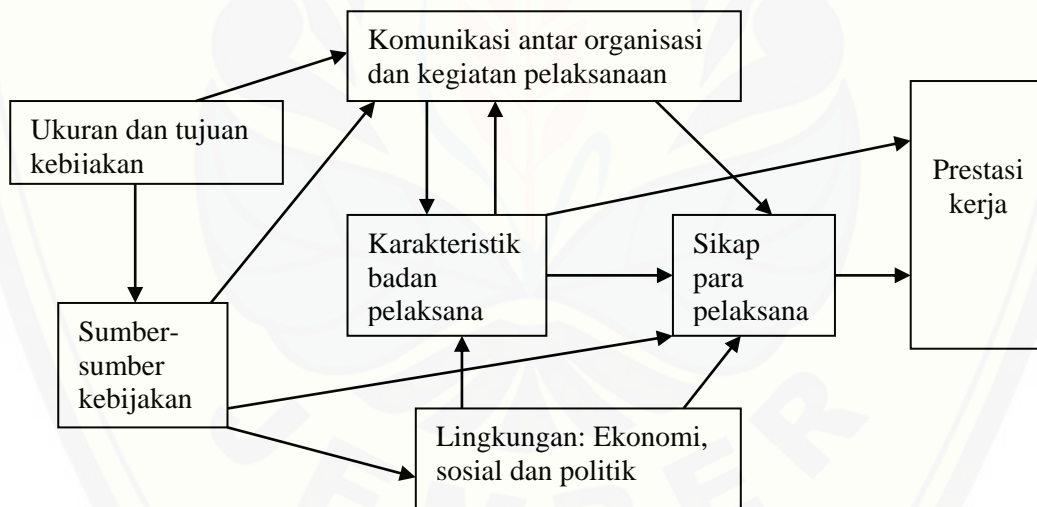 Komunikasi antar organisasi
dan kegiatan pelaksanaan
Ukuran dan tujuan
kebijakan
Prestasi
kerja
Karakteristik
badan
pelaksana
Sikap
para
pelaksana
Sumber-
sumber
kebijakan
Lingkungan: Ekonomi,
sosial dan politik